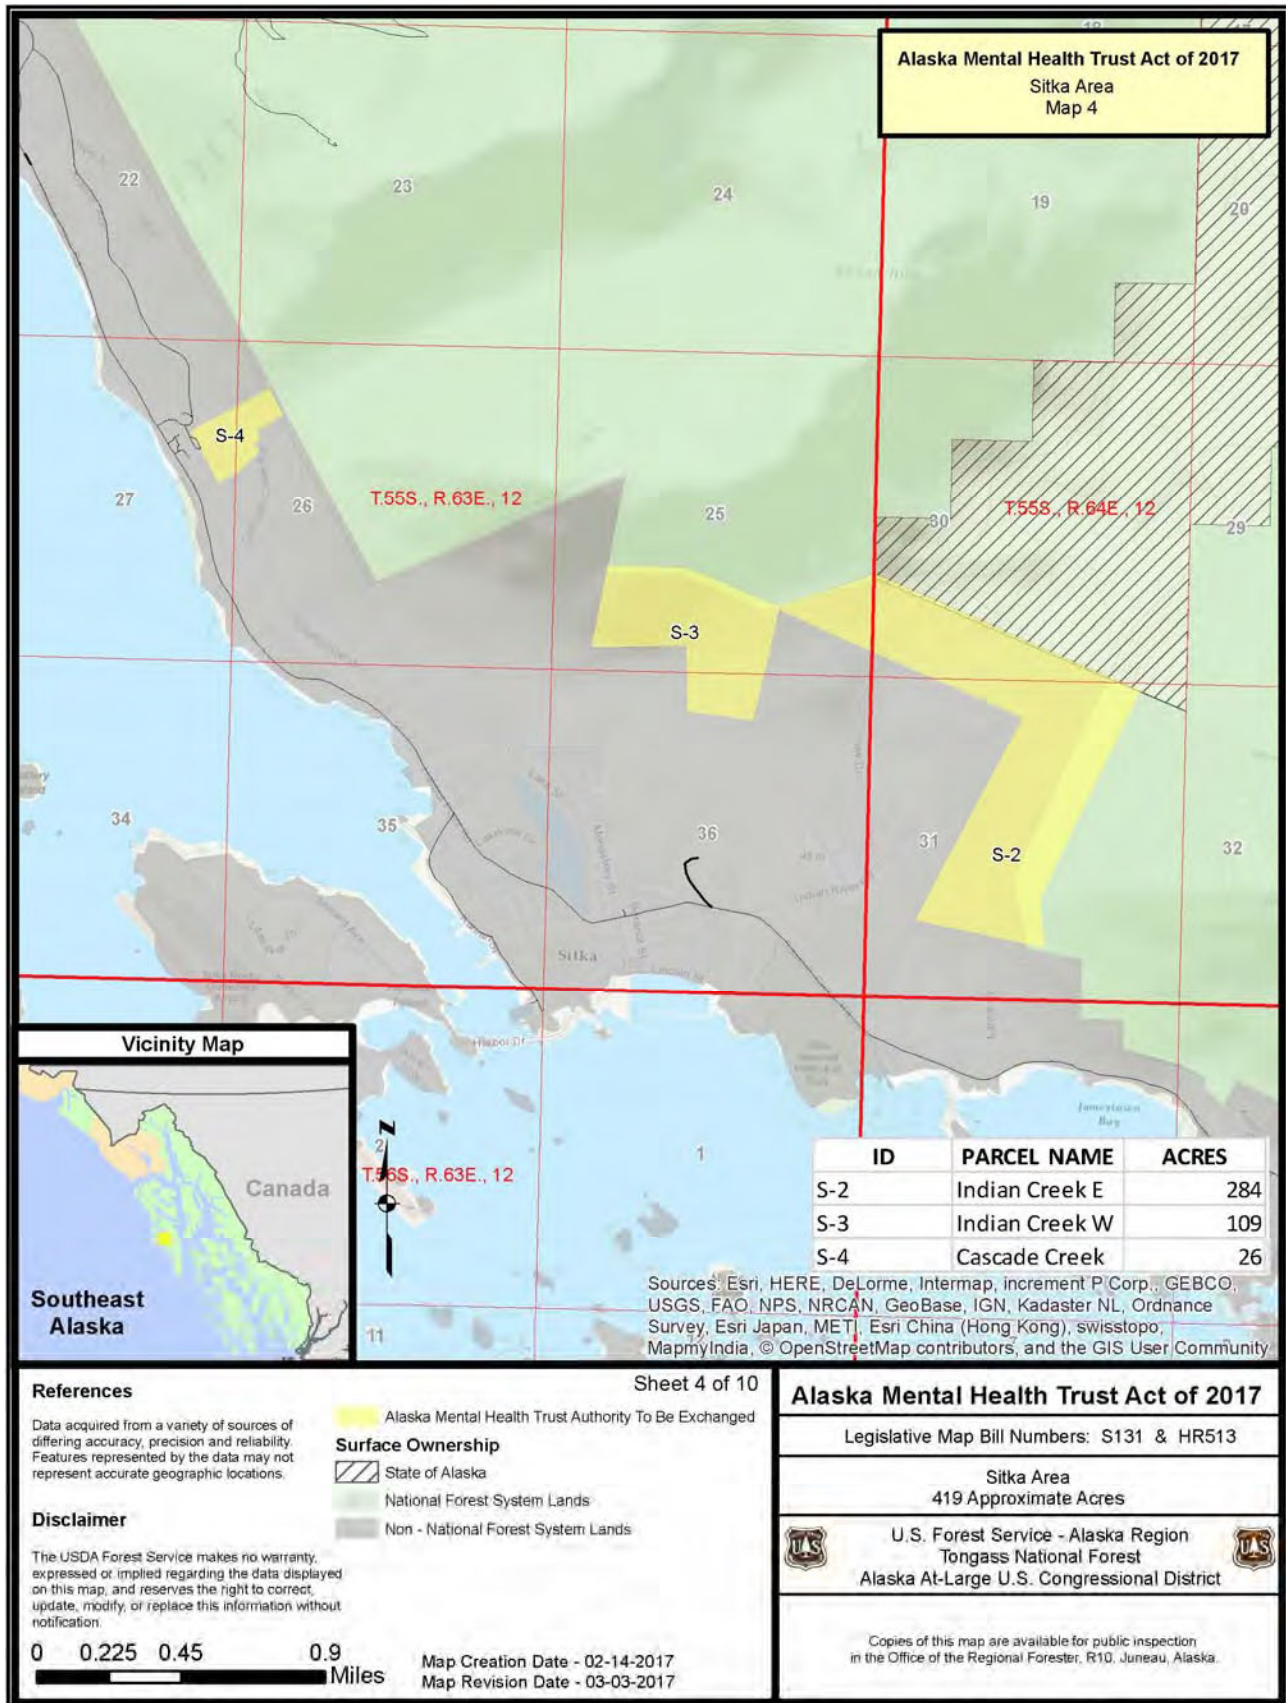 Alaska Mental Health Trust Act of 2017
Sitka Area
Map 4
22
23
24
19
20
S-4
27
26
T.55S., R.63E., 12
25
30
T.55S., R.64E., 12
29
S-3
34
35
36
31
S-2
32
Sitka
Lincoln St
Harbor Dr
Jamestown
Bay
2
T.56S., R.63E., 12
1
11
Z
Vicinity Map
Canada
Southeast
Alaska
ID PARCEL NAME ACRES
S-2 Indian Creek E 284
S-3 Indian Creek W 109
S-4 Cascade Creek 26
Sources: Esri, HERE, DeLorme, Intermap, increment P Corp., GEBCO,
USGS, FAO, NPS, NRCAN, GeoBase, IGN, Kadaster NL, Ordnance
Survey, Esri Japan, METI, Esri China (Hong Kong), swisstopo,
MapmyIndia, © OpenStreetMap contributors, and the GIS User Community
References
Data acquired from a variety of sources of
differing accuracy, precision and reliability.
Features represented by the data may not
represent accurate geographic locations.
Disclaimer
The USDA Forest Service makes no warranty,
expressed or implied regarding the data displayed
on this map, and reserves the right to correct,
update, modify, or replace this information without
notification.
0 0.225 0.45 0.9
Miles
Sheet 4 of 10
Alaska Mental Health Trust Authority To Be Exchanged
Surface Ownership
State of Alaska
National Forest System Lands
Non - National Forest System Lands
Map Creation Date - 02-14-2017
Map Revision Date - 03-03-2017
Alaska Mental Health Trust Act of 2017
Legislative Map Bill Numbers: S131 & HR513
Sitka Area
419 Approximate Acres
UAS
U.S. Forest Service - Alaska Region
Tongass National Forest
Alaska At-Large U.S. Congressional District
UAS
Copies of this map are available for public inspection
in the Office of the Regional Forester, R10, Juneau, Alaska.